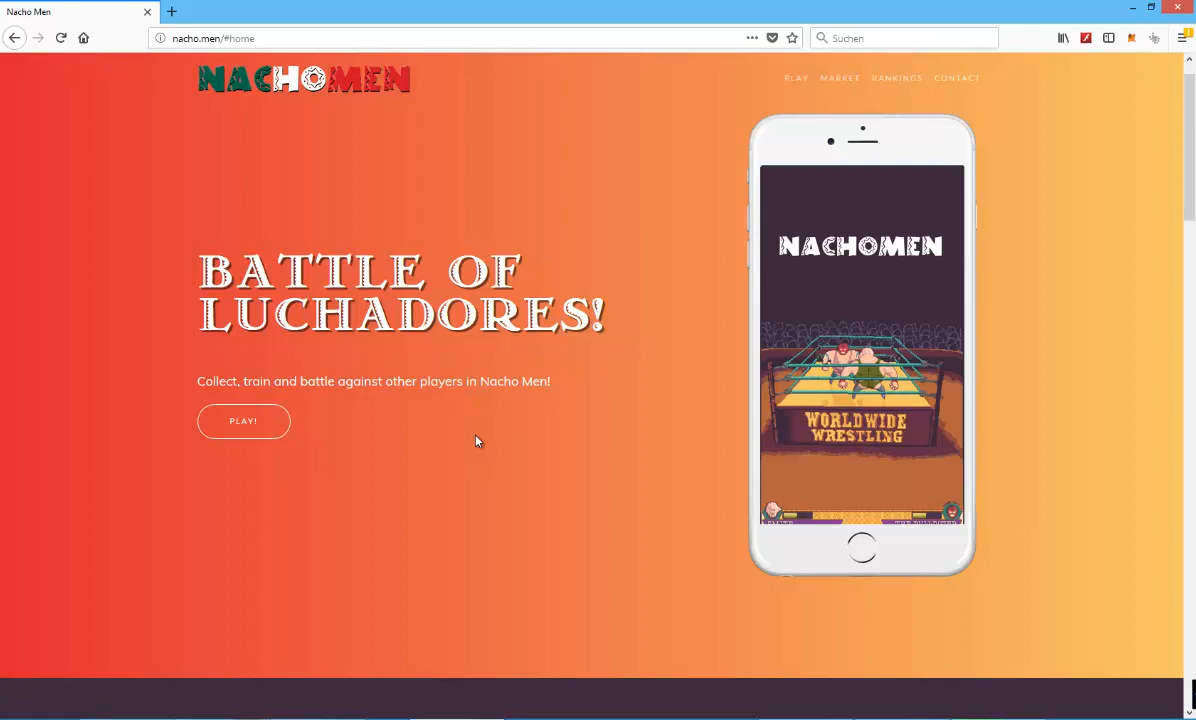 Nacho Men
nacho.men/#home
Suchen
NACHOMEN
PLAY MARKET RANKINGS CONTACT
BATTLE OF
LUCHADORES!
Collect, train and battle against other players in Nacho Men!
PLAY!
NACHOMEN
WORLDWIDE
WRESTLING